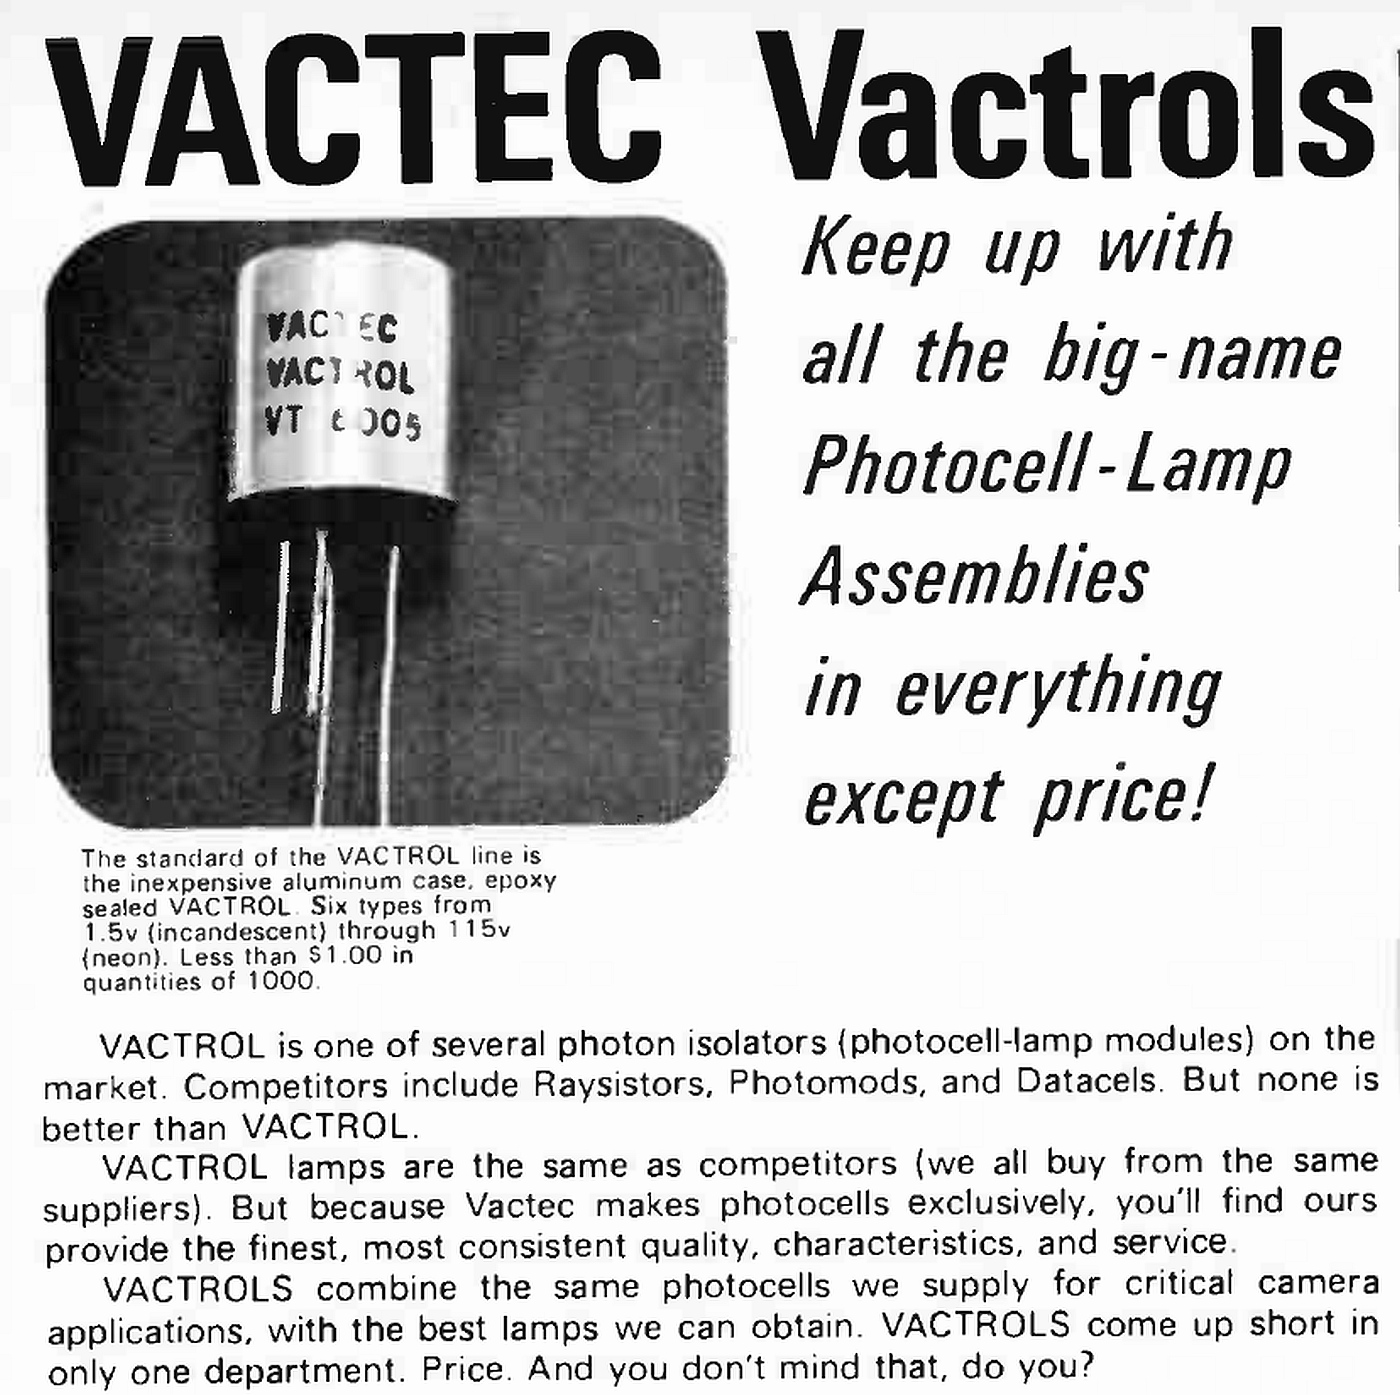 VACTEC Vactrols
VACTEC
VACTROL
VT 6005
Keep up with
all the big-name
Photocell-Lamp
Assemblies
in everything
except price!
The standard of the VACTROL line is
the inexpensive aluminum case, epoxy
sealed VACTROL. Six types from
1.5v (incandescent) through 115v
(neon). Less than $1.00 in
quantities of 1000.
VACTROL is one of several photon isolators (photocell-lamp modules) on the
market. Competitors include Raysistors, Photomods, and Datacels. But none is
better than VACTROL.
VACTROL lamps are the same as competitors (we all buy from the same
suppliers). But because Vactec makes photocells exclusively, you'll find ours
provide the finest, most consistent quality, characteristics, and service.
VACTROLS combine the same photocells we supply for critical camera
applications, with the best lamps we can obtain. VACTROLS come up short in
only one department. Price. And you don't mind that, do you?